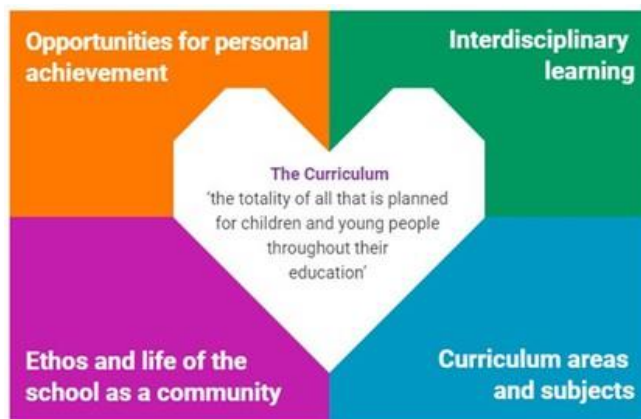 Opportunities for personal
achievement
Interdisciplinary
learning
The Curriculum
‘the totality of all that is planned
for children and young people
throughout their
education’
Ethos and life of the
school as a community
Curriculum areas
and subjects